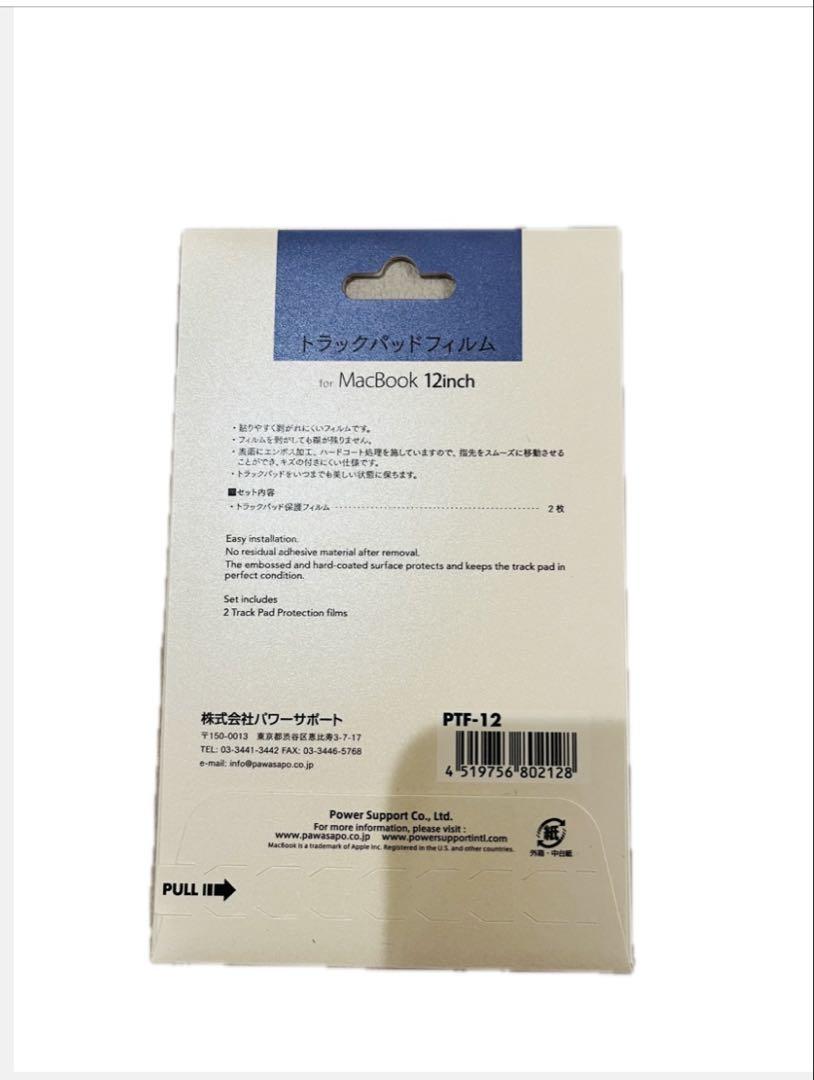 トラックパッドフィルム
for MacBook 12inch
・貼りやすく剥がれにくいフィルムです。
・フィルムを剥がしても糊が残りません。
・表面にエンボス加工、ハードコート処理を施していますので、指先をスムーズに移動させる
ことができ、キズの付きにくい仕様です。
・トラックパッドをいつまでも美しい状態に保ちます。
■セット内容
・トラックパッド保護フィルム ------------------------------ 2枚
Easy installation.
No residual adhesive material after removal.
The embossed and hard-coated surface protects and keeps the track pad in
perfect condition.
Set includes
2 Track Pad Protection films
株式会社パワーサポート
〒150-0013 東京都渋谷区恵比寿3-7-17
TEL: 03-3441-3442 FAX: 03-3446-5768
e-mail: info@pawasapo.co.jp
PTF-12
4 519756 802128
Power Support Co., Ltd.
For more information, please visit :
www.pawasapo.co.jp www.powersupportintl.com
MacBook is a trademark of Apple Inc. Registered in the U.S. and other countries.
紙
外箱・中台紙
PULL